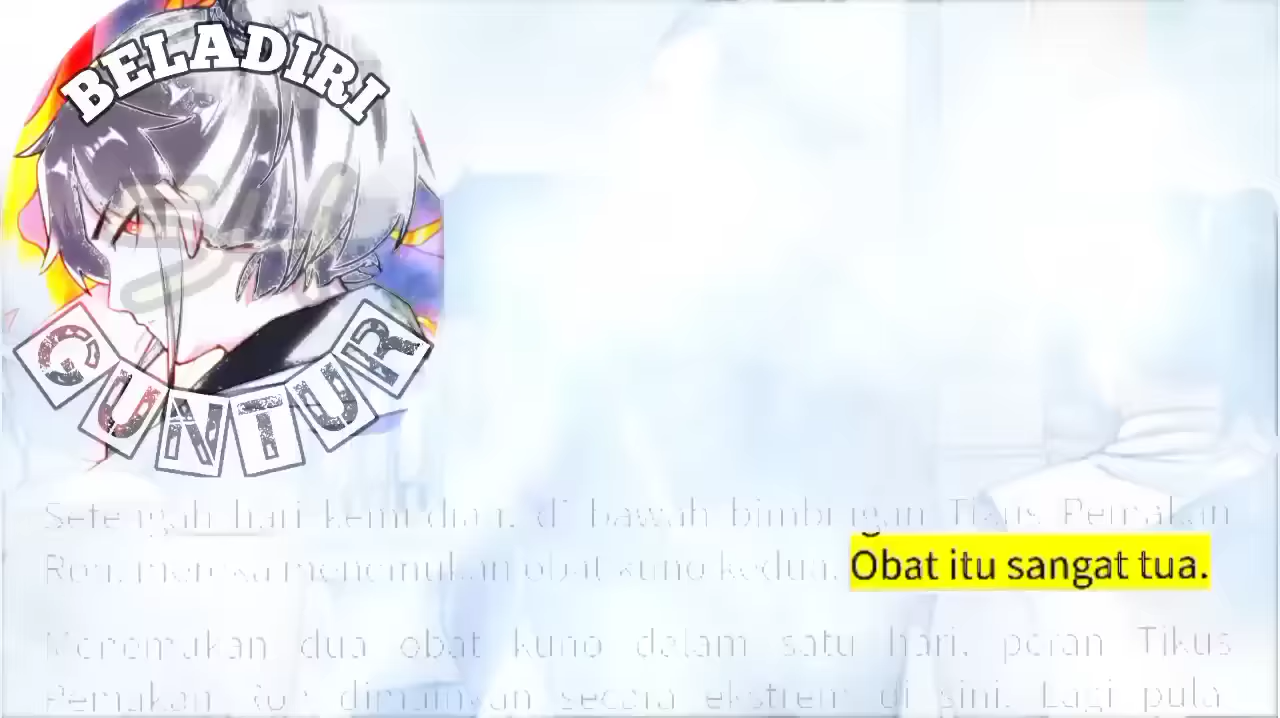 BELADIRI
GUNTUR
Setengah hari kemudian, di bawah bimbingan Tikus Pemakan
Roh, mereka menemukan obat kuno kedua. Obat itu sangat tua.
Menemukan dua obat kuno dalam satu hari, peran Tikus
Pemakan Roh dimainkan secara ekstrem di sini. Lagi pula